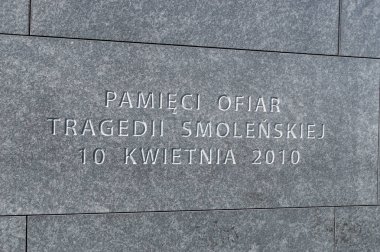 PAMIĘCI OFIAR
TRAGEDII SMOLEŃSKIEJ
10 KWIETNIA 2010